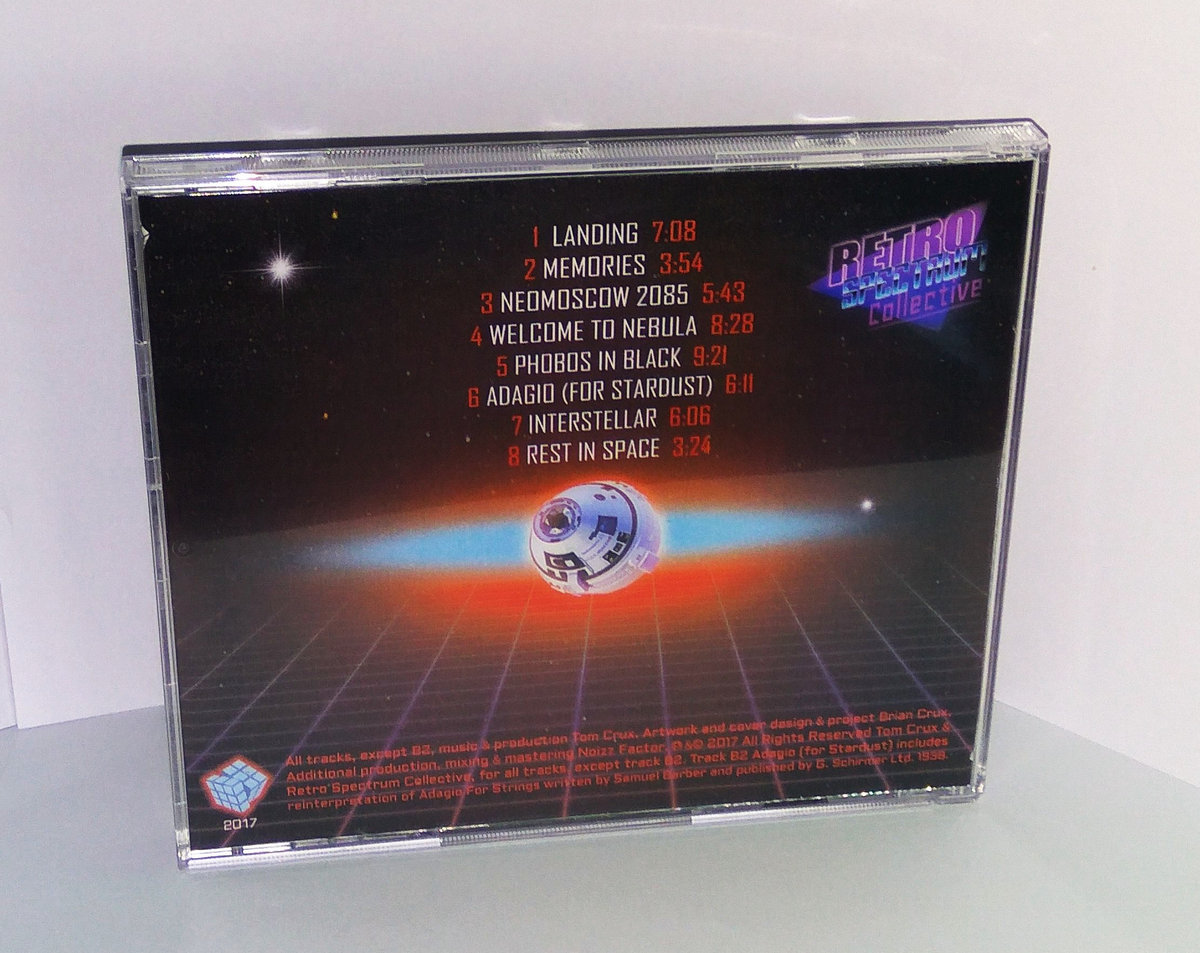 1 LANDING 7:08
2 MEMORIES 3:54
3 NEOMOSCOW 2085 5:43
4 WELCOME TO NEBULA 8:28
5 PHOBOS IN BLACK 9:21
6 ADAGIO (FOR STARDUST) 6:11
7 INTERSTELLAR 6:06
8 REST IN SPACE 3:24
RETRO
SPECTRUM
Collective
All tracks, except B2, music & production Tom Crux. Artwork and cover design & project Brian Crux.
Additional production, mixing & mastering Noizz Factor. ℗ &© 2017 All Rights Reserved Tom Crux &
Retro Spectrum Collective, for all tracks, except track B2. Track B2 Adagio (for Stardust) includes
reinterpretation of Adagio For Strings written by Samuel Barber and published by G. Schirmer Ltd. 1938.
2017